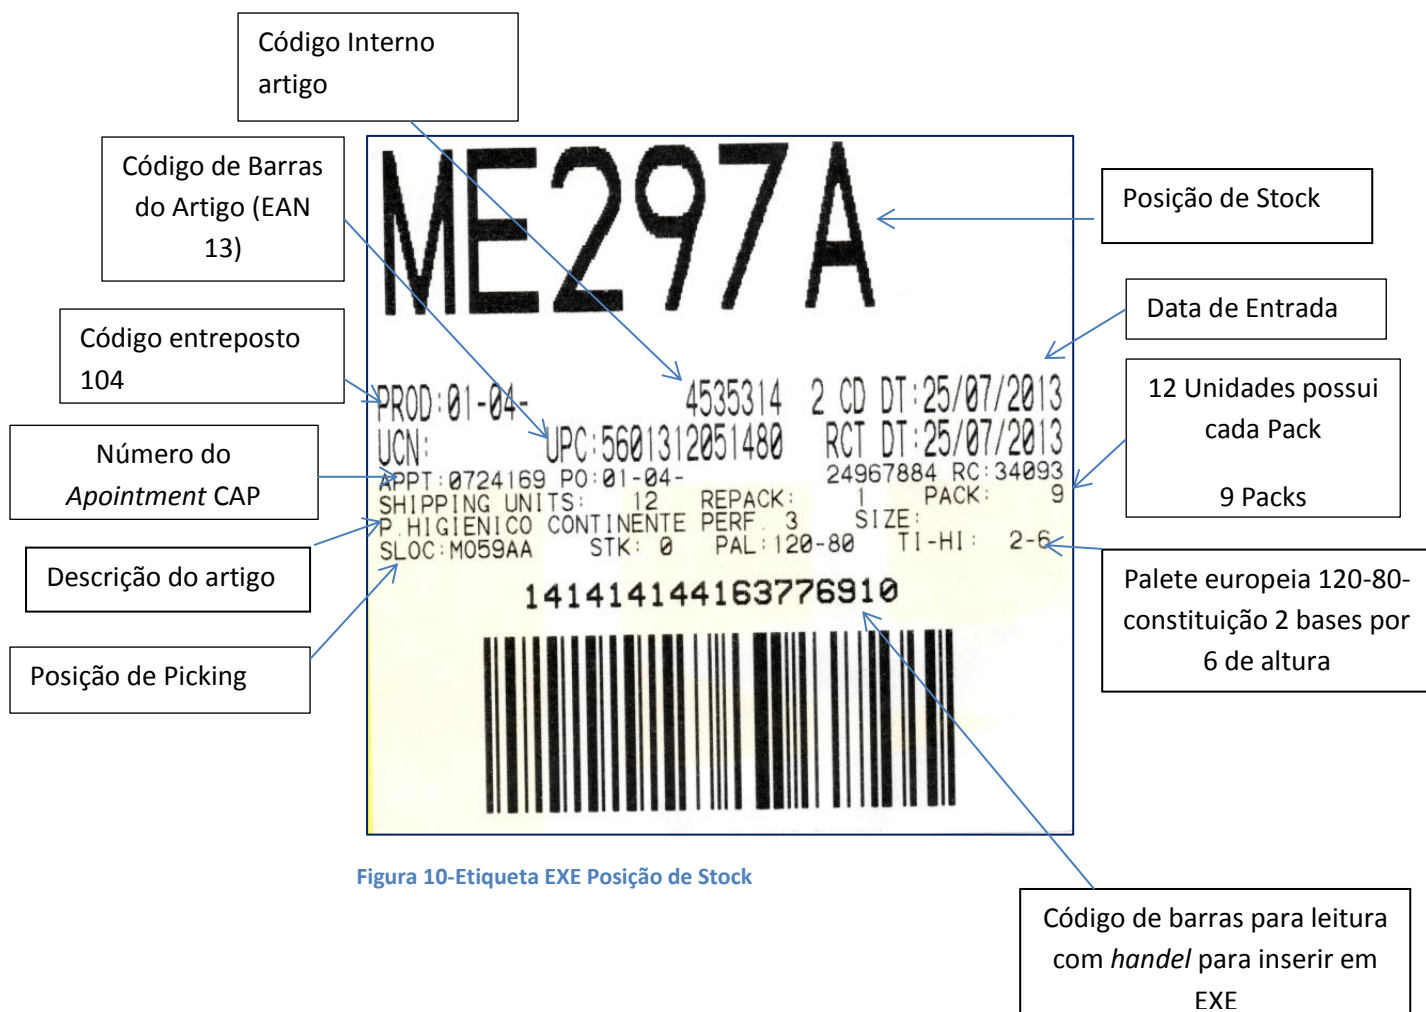 Código Interno
artigo
Código de Barras
do Artigo (EAN
13)
Código entreposto
104
Número do
Apointment CAP
Descrição do artigo
Posição de Picking
ME297A
PROD:01-04- 4535314 2 CD DT:25/07/2013
UCN: UPC:5601312051480 RCT DT:25/07/2013
APPT:0724169 PO:01-04- 24967884 RC:34093
SHIPPING UNITS: 12 REPACK: 1 PACK: 9
P.HIGIENICO CONTINENTE PERF. 3 SIZE:
SLOC:M059AA STK: 0 PAL:120-80 TI-HI: 2-6
141414144163776910
Posição de Stock
Data de Entrada
12 Unidades possui
cada Pack
9 Packs
Palete europeia 120-80-
constituição 2 bases por
6 de altura
Figura 10-Etiqueta EXE Posição de Stock
Código de barras para leitura
com handel para inserir em
EXE